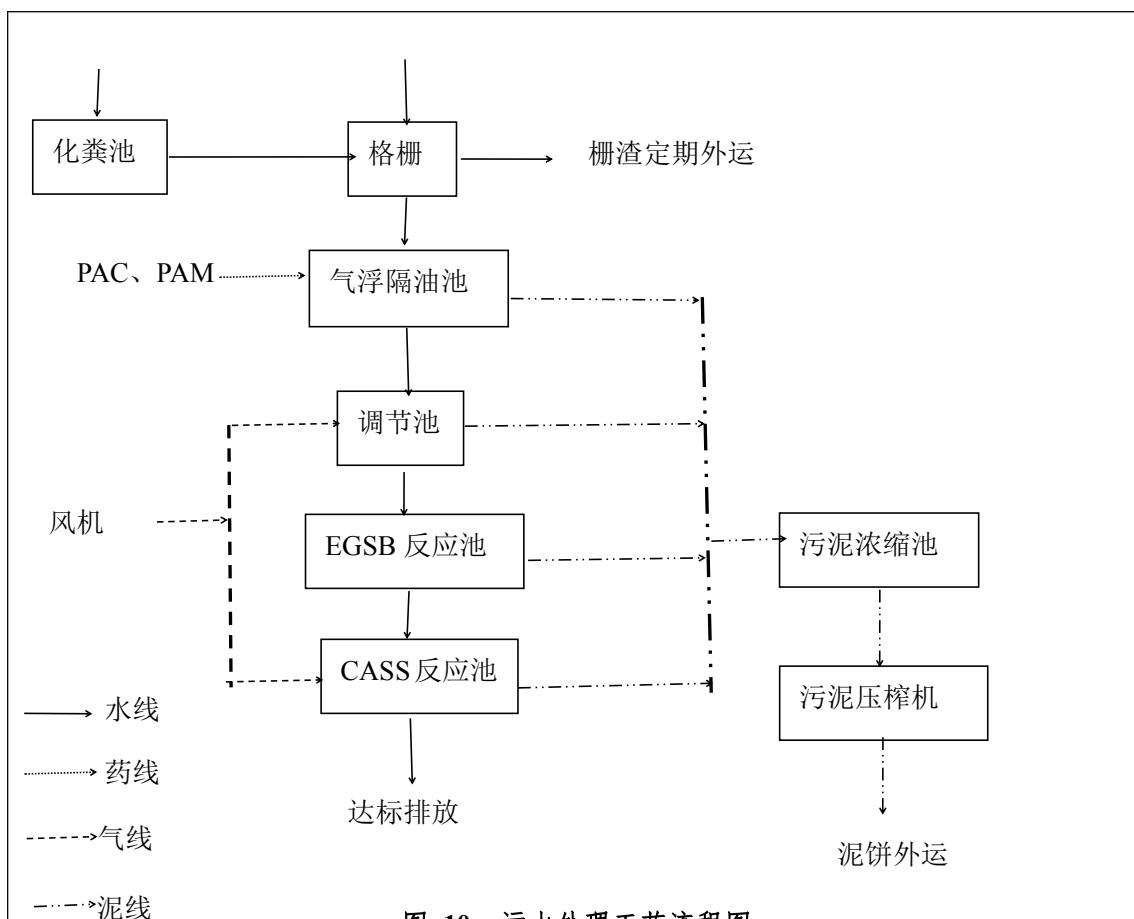 化粪池
格栅
栅渣定期外运
PAC、PAM
气浮隔油池
调节池
风机
EGSB 反应池
污泥浓缩池
CASS 反应池
污泥压榨机
水线
药线
达标排放
气线
泥饼外运
泥线
图 10 污水处理工艺流程图